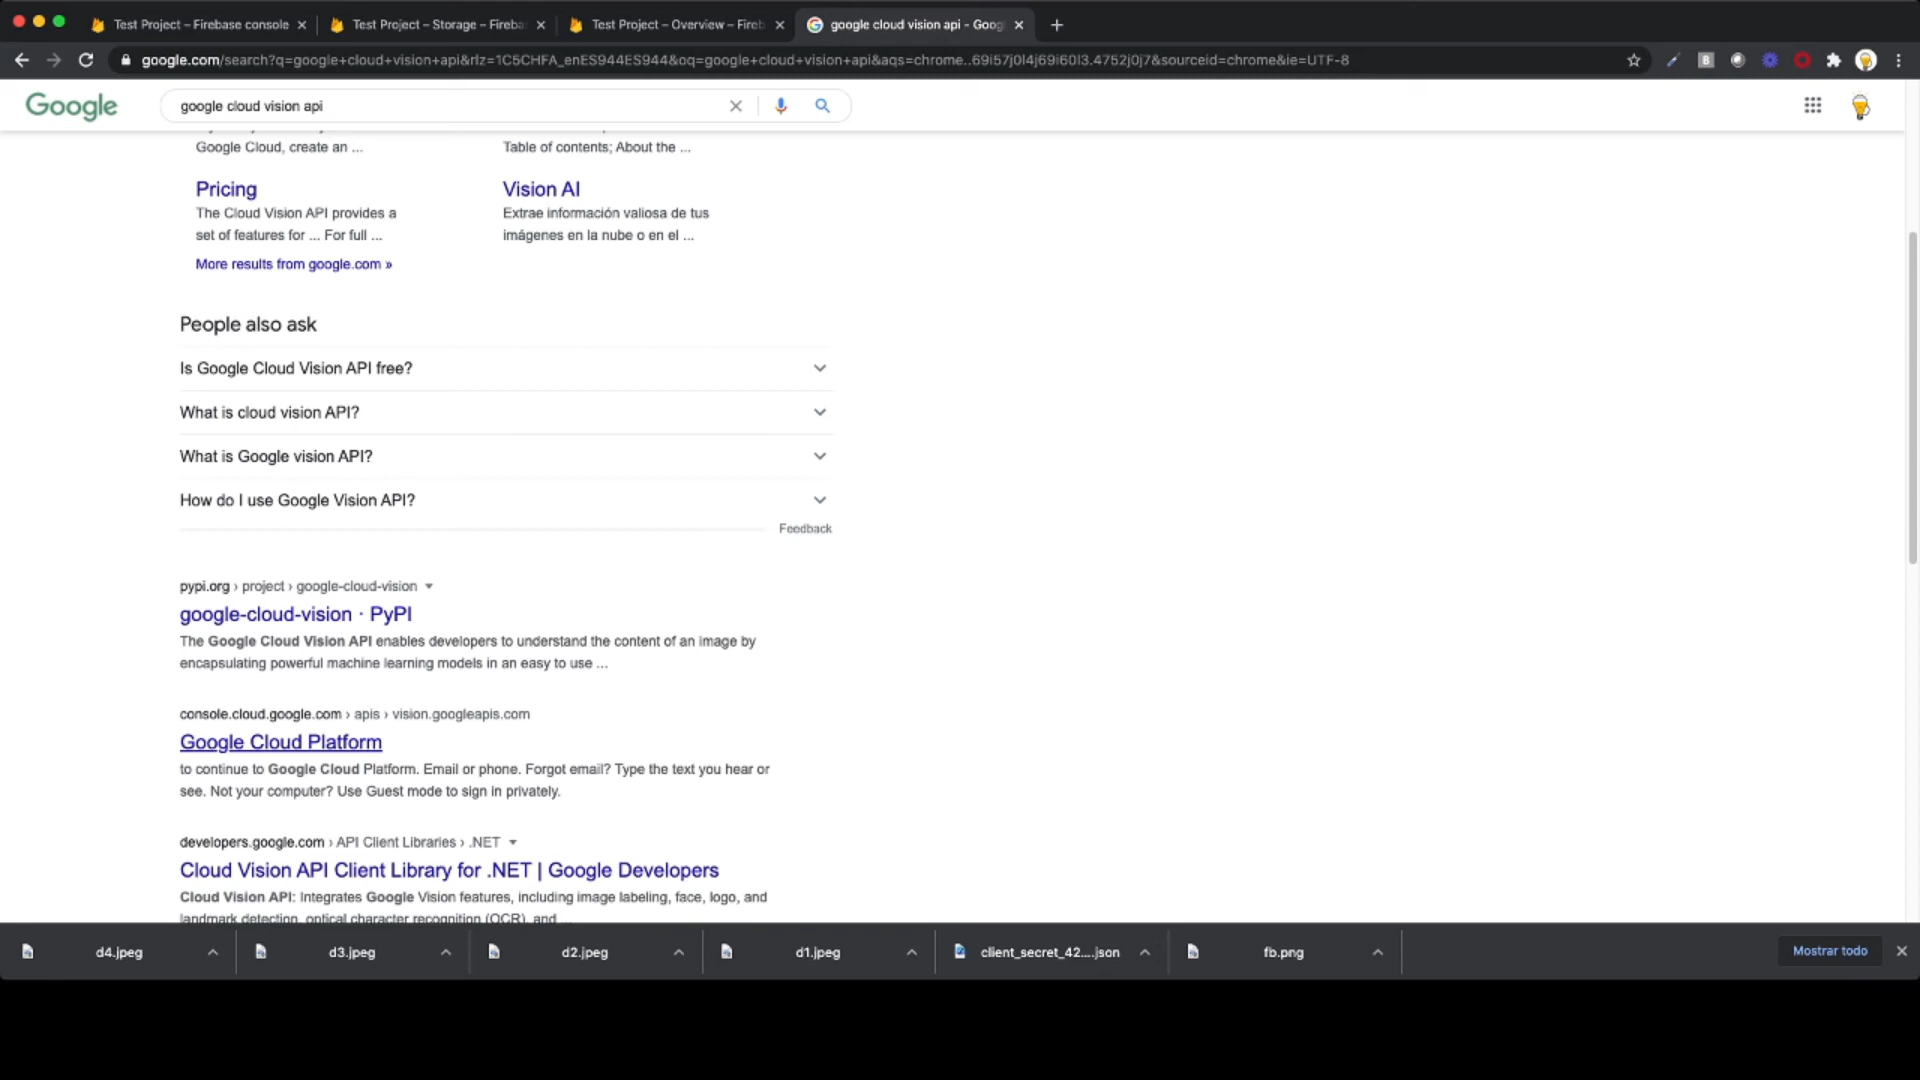 Test Project – Firebase console
Test Project – Storage – Fireba
Test Project – Overview – Fireb
google cloud vision api - Goog
google.com/search?q=google+cloud+vision+api&rlz=1C5CHFA_enES944ES944&oq=google+cloud+vision+api&aqs=chrome..69i57j0l4j69i60l3.4752j0j7&sourceid=chrome&ie=UTF-8
Google
google cloud vision api
Google Cloud, create an ...
Table of contents; About the ...
Pricing
The Cloud Vision API provides a
set of features for ... For full ...
Vision AI
Extrae información valiosa de tus
imágenes en la nube o en el ...
More results from google.com »
People also ask
Is Google Cloud Vision API free?
What is cloud vision API?
What is Google vision API?
How do I use Google Vision API?
Feedback
pypi.org › project › google-cloud-vision
google-cloud-vision · PyPI
The Google Cloud Vision API enables developers to understand the content of an image by
encapsulating powerful machine learning models in an easy to use ...
console.cloud.google.com › apis › vision.googleapis.com
Google Cloud Platform
to continue to Google Cloud Platform. Email or phone. Forgot email? Type the text you hear or
see. Not your computer? Use Guest mode to sign in privately.
developers.google.com › API Client Libraries › .NET
Cloud Vision API Client Library for .NET | Google Developers
Cloud Vision API: Integrates Google Vision features, including image labeling, face, logo, and
landmark detection, optical character recognition (OCR), and ...
d4.jpeg
d3.jpeg
d2.jpeg
d1.jpeg
client_secret_42....json
fb.png
Mostrar todo